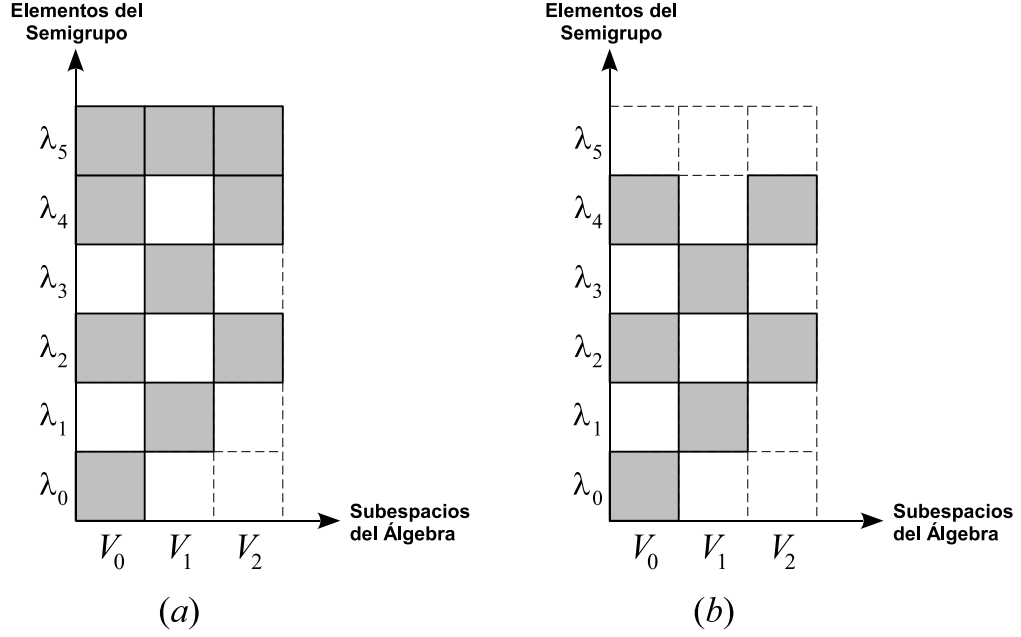 Elementos del
Semigrupo
λ5
λ4
λ3
λ2
λ1
λ0
V0 V1 V2
Subespacios
del Álgebra
(a)
Elementos del
Semigrupo
λ5
λ4
λ3
λ2
λ1
λ0
V0 V1 V2
Subespacios
del Álgebra
(b)